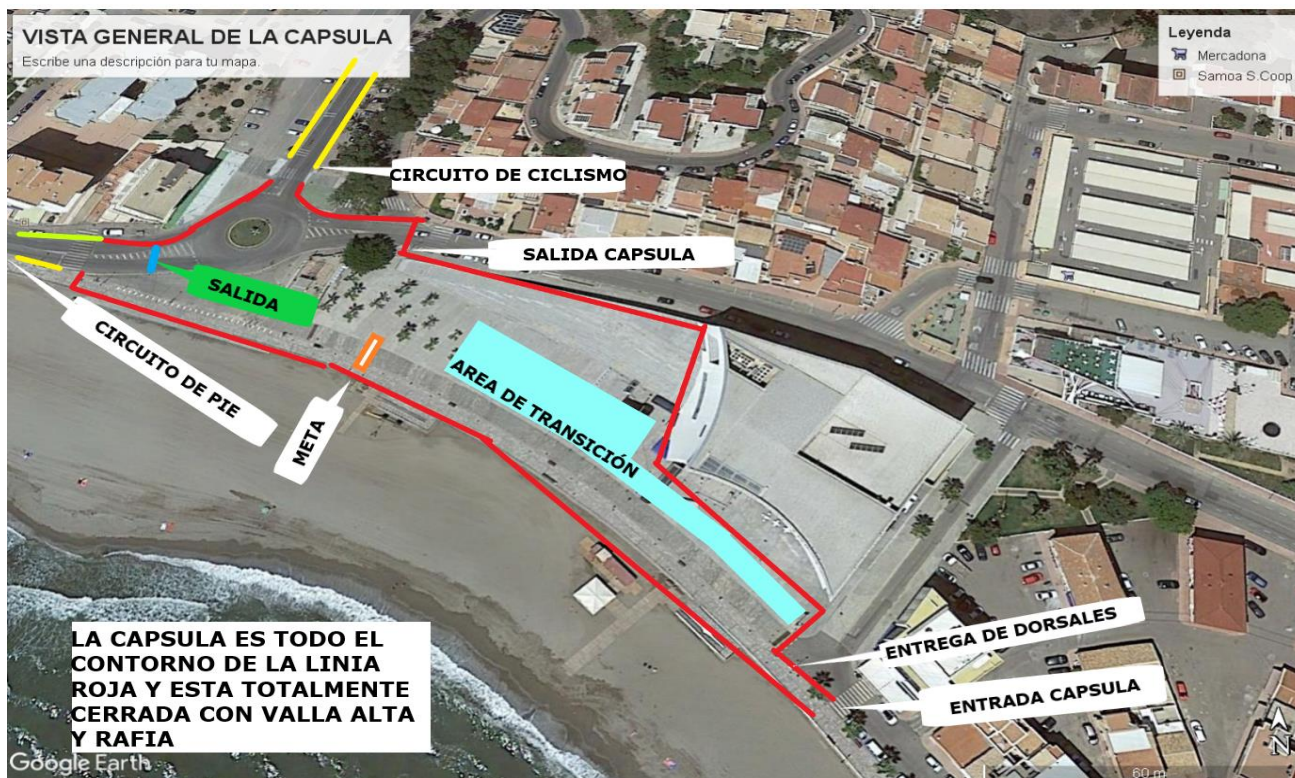 VISTA GENERAL DE LA CAPSULA
Escribe una descripción para tu mapa.
Leyenda
Mercadona
Samoa S.Coop
CIRCUITO DE CICLISMO
SALIDA CAPSULA
SALIDA
CIRCUITO DE PIE
META
AREA DE TRANSICIÓN
ENTREGA DE DORSALES
ENTRADA CAPSULA
LA CAPSULA ES TODO EL
CONTORNO DE LA LINIA
ROJA Y ESTA TOTALMENTE
CERRADA CON VALLA ALTA
Y RAFIA
Google Earth
N
60 m